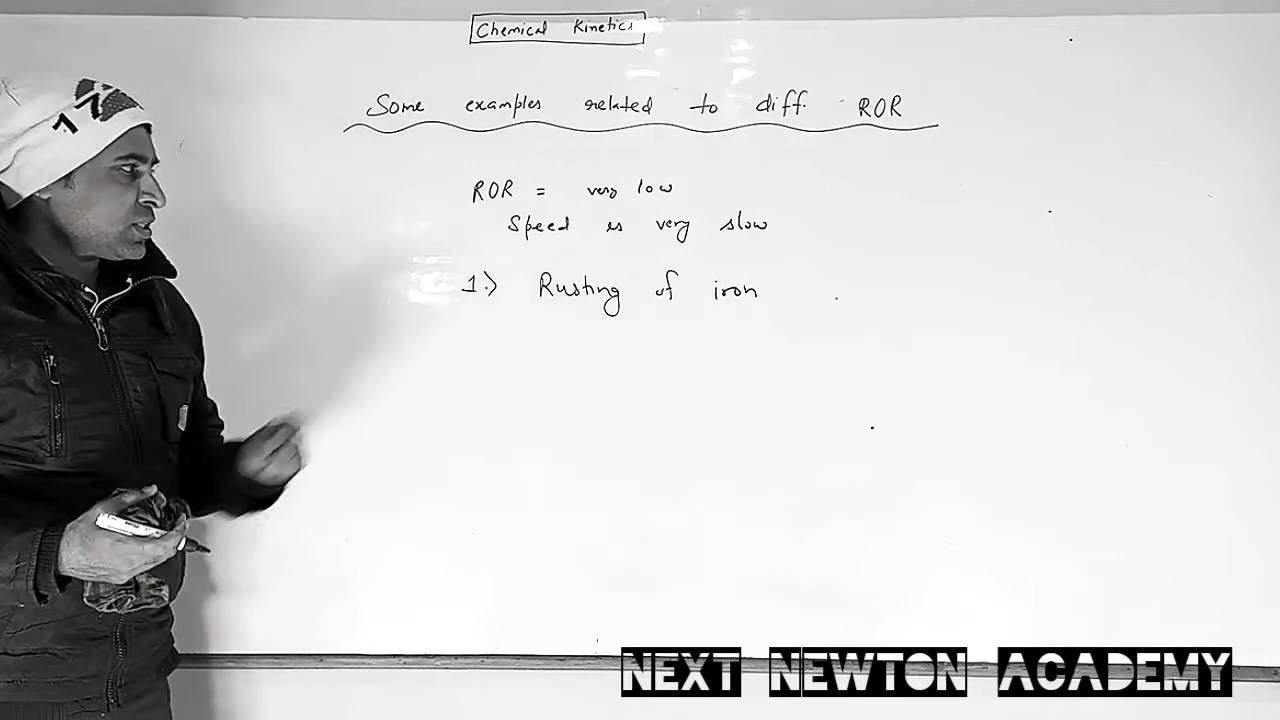 Chemical Kinetics
Some examples related to diff. ROR
ROR = very low
Speed is very slow
1.) Rusting of iron
NEXT NEWTON ACADEMY